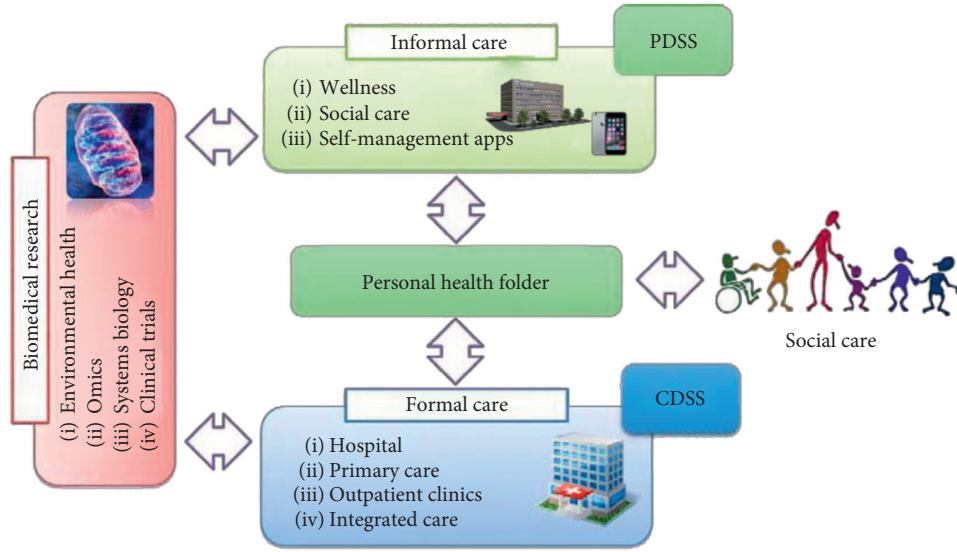 Informal care
PDSS
(i) Wellness
(ii) Social care
(iii) Self-management apps
Biomedical research
(i) Environmental health
(ii) Omics
(iii) Systems biology
(iv) Clinical trials
Personal health folder
Social care
Formal care
CDSS
(i) Hospital
(ii) Primary care
(iii) Outpatient clinics
(iv) Integrated care